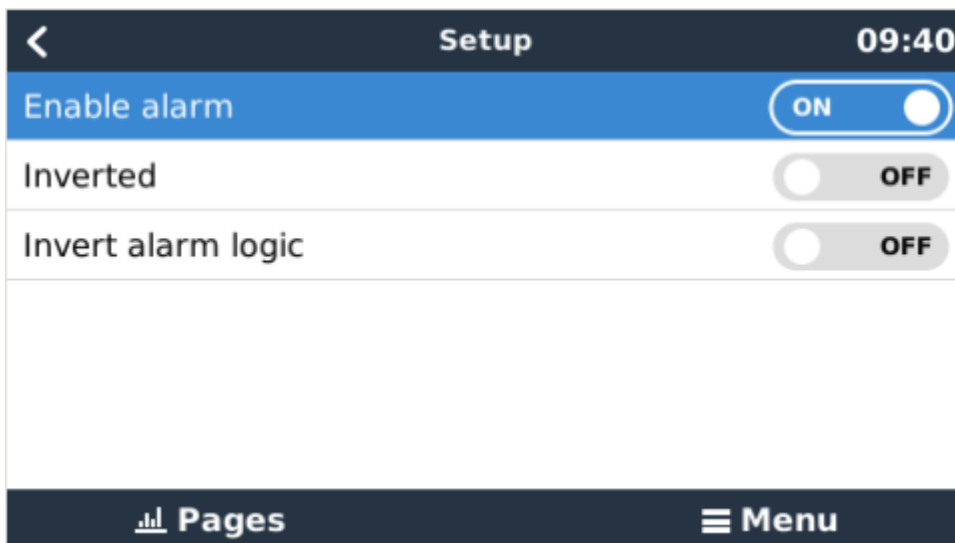 Setup 09:40
Enable alarm ON
Inverted OFF
Invert alarm logic OFF
Pages Menu